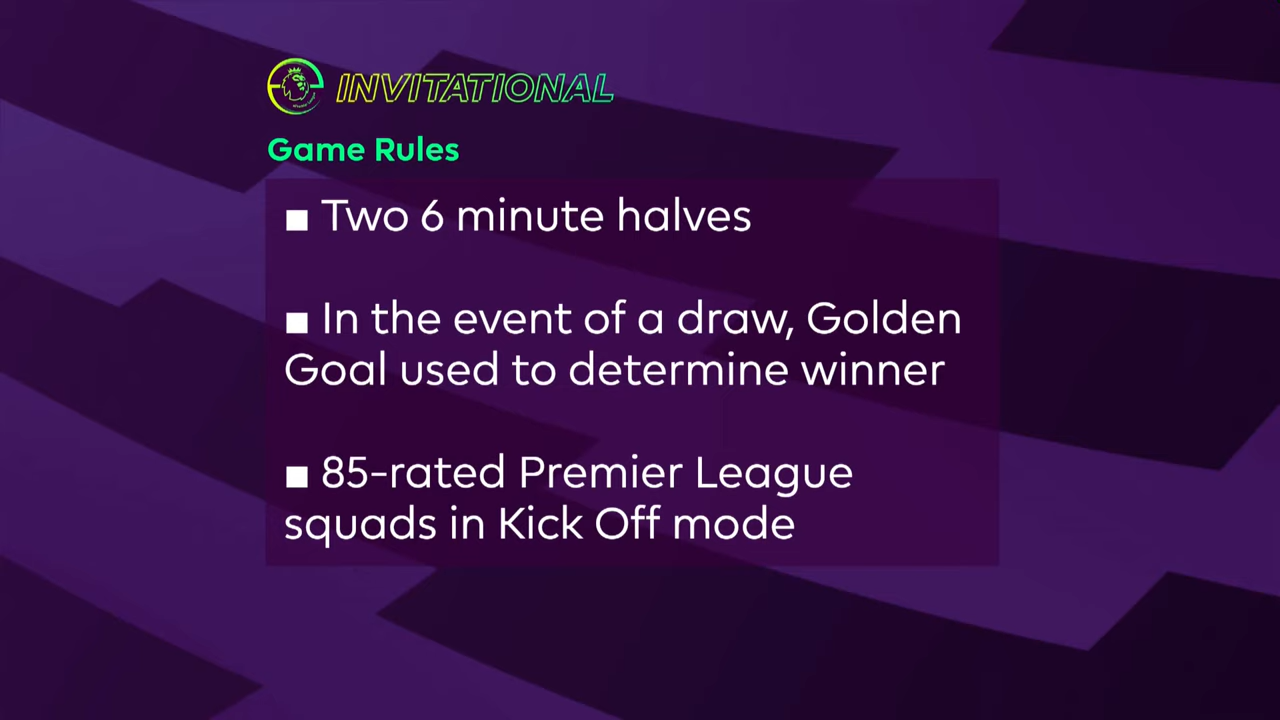 INVITATIONAL
Game Rules
■ Two 6 minute halves
■ In the event of a draw, Golden
Goal used to determine winner
■ 85-rated Premier League
squads in Kick Off mode